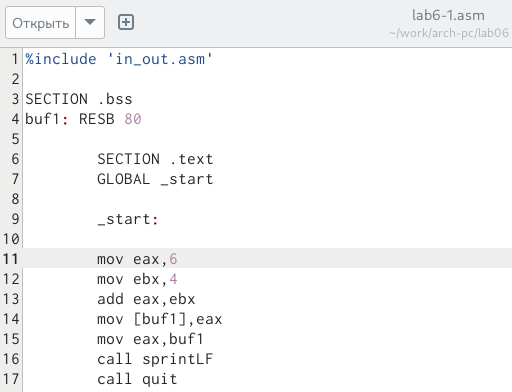 Открыть
lab6-1.asm
~/work/arch-pc/lab06
1 %include 'in_out.asm'
2
3 SECTION .bss
4 buf1: RESB 80
5
6 SECTION .text
7 GLOBAL _start
8
9 _start:
10
11 mov eax,6
12 mov ebx,4
13 add eax,ebx
14 mov [buf1],eax
15 mov eax,buf1
16 call sprintLF
17 call quit